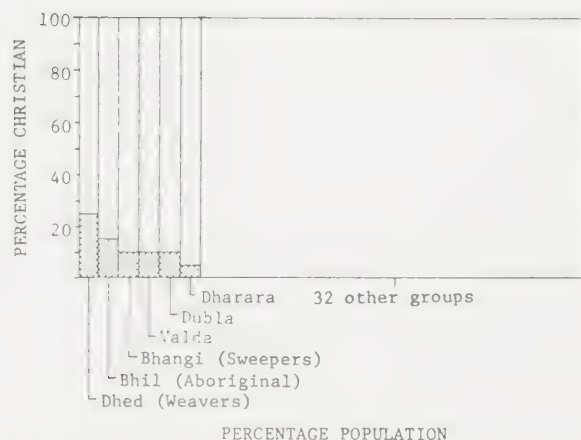 PERCENTAGE CHRISTIAN
100
80
60
40
20
Dharara
32 other groups
Dubla
Valda
Bhangi (Sweepers)
Bhil (Aboriginal)
Dhed (Weavers)
PERCENTAGE POPULATION